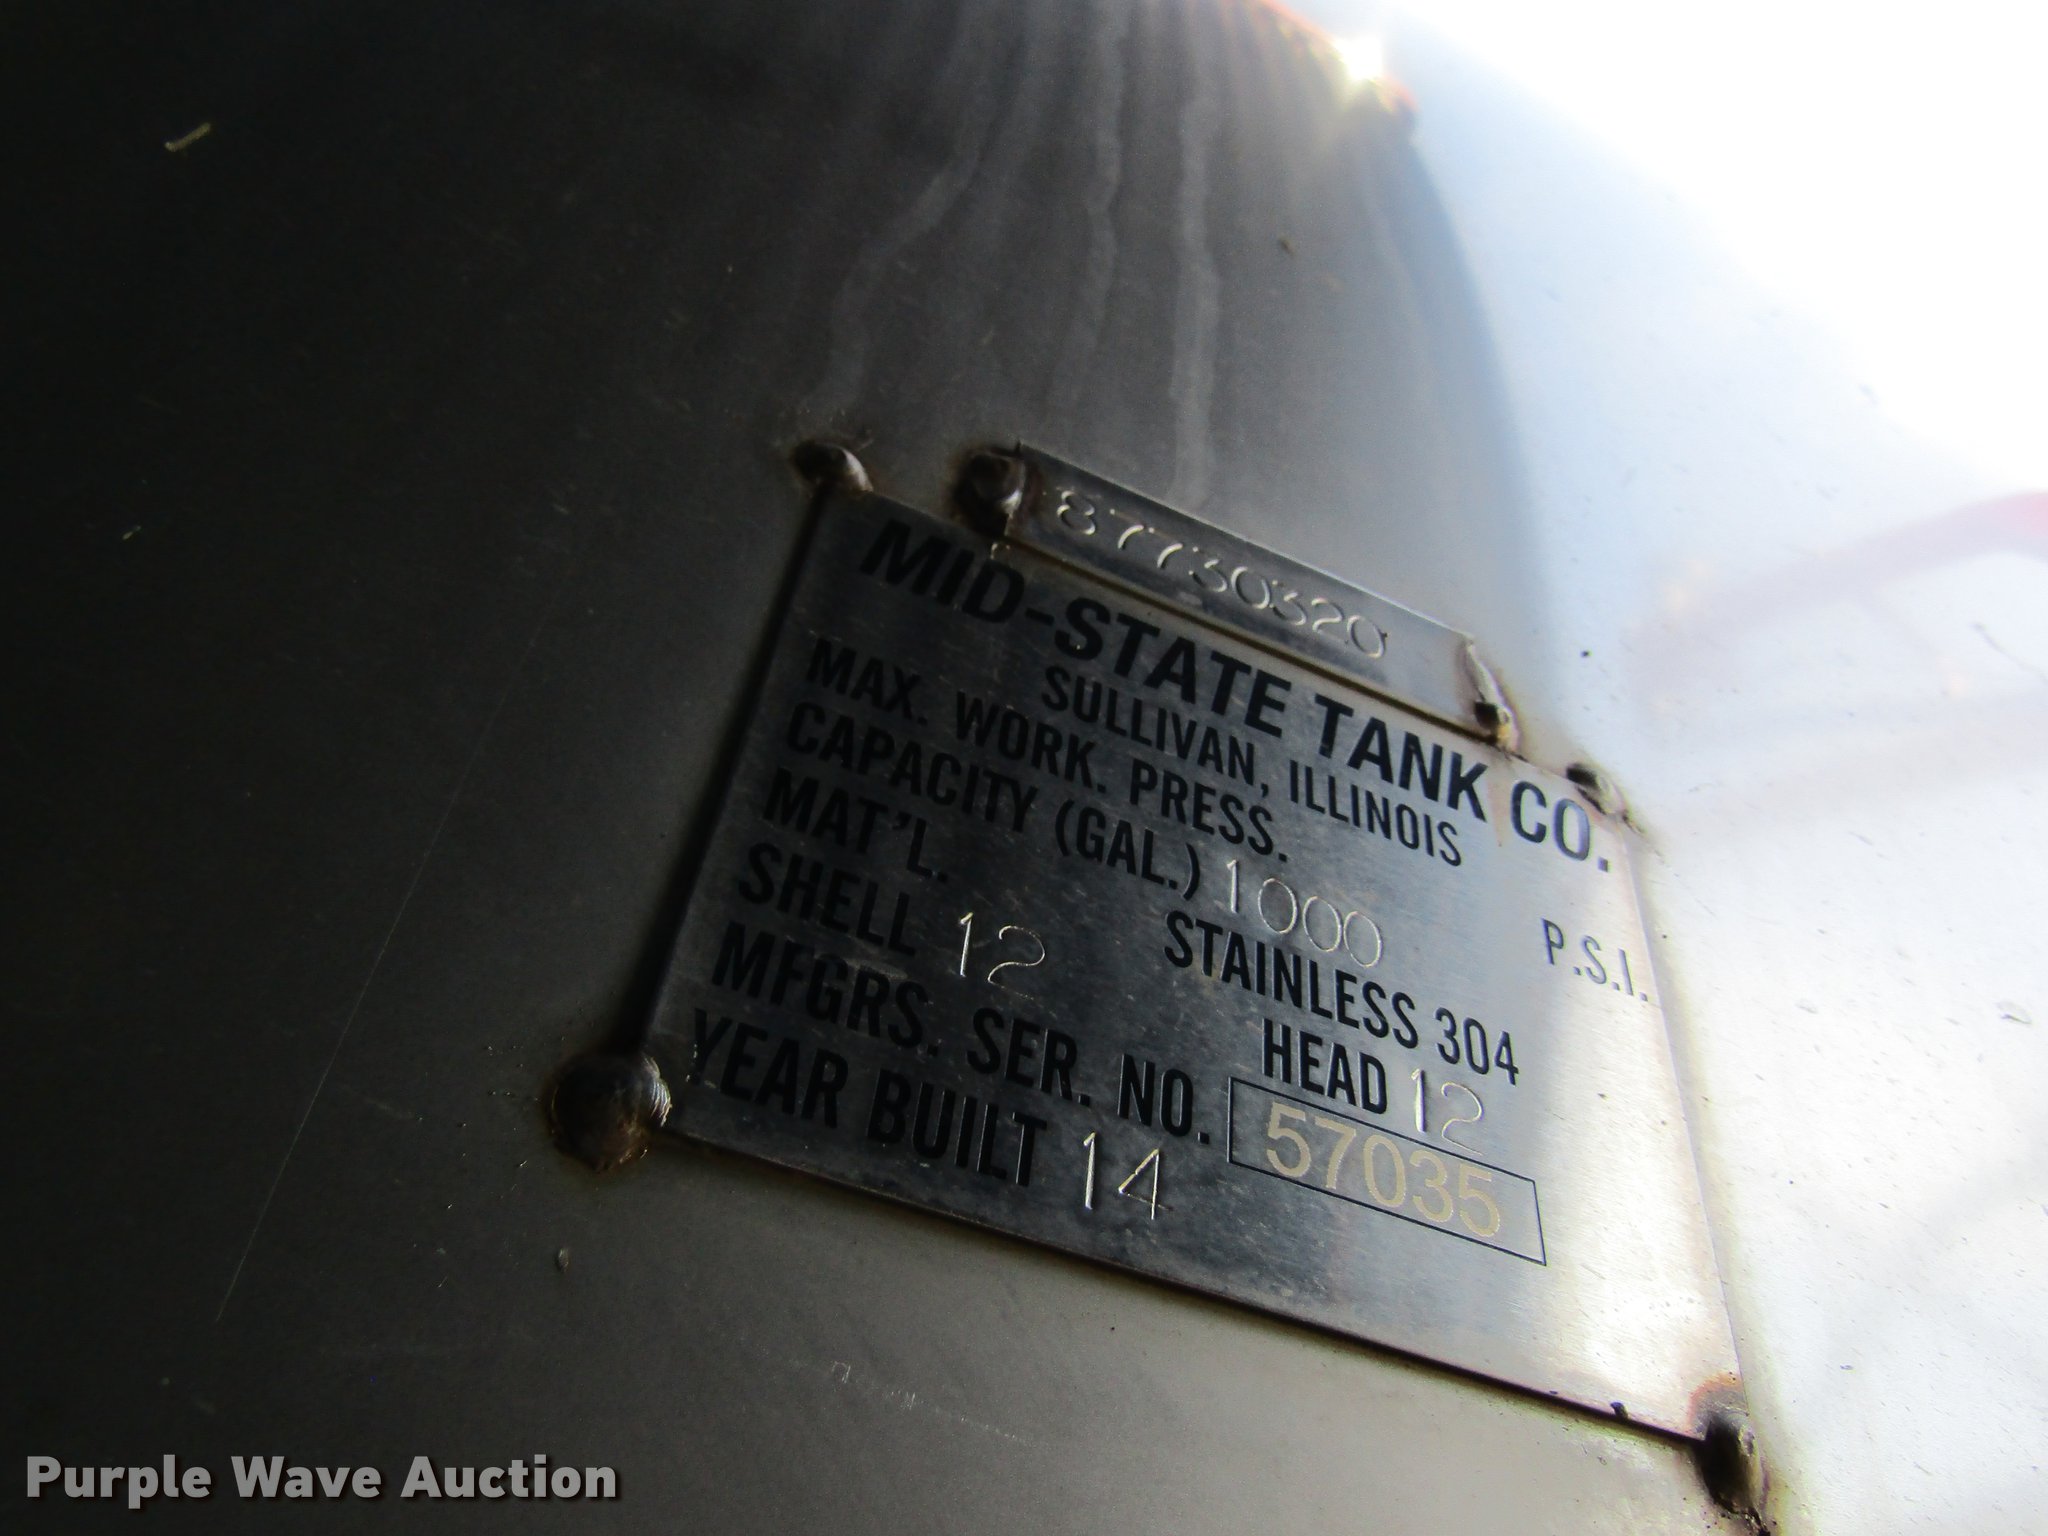 87730320
MID-STATE TANK CO.
SULLIVAN, ILLINOIS
MAX. WORK. PRESS. P.S.I.
CAPACITY (GAL.) 1000
MAT'L. STAINLESS 304
SHELL 12 HEAD 12
MFGRS. SER. NO. 57035
YEAR BUILT 14
Purple Wave Auction